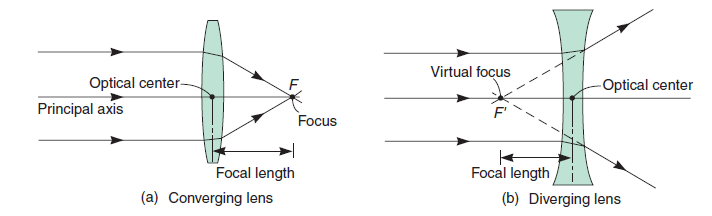 Optical center
F
Principal axis
Focus
Focal length
(a) Converging lens
Virtual focus
Optical center
F'
Focal length
(b) Diverging lens